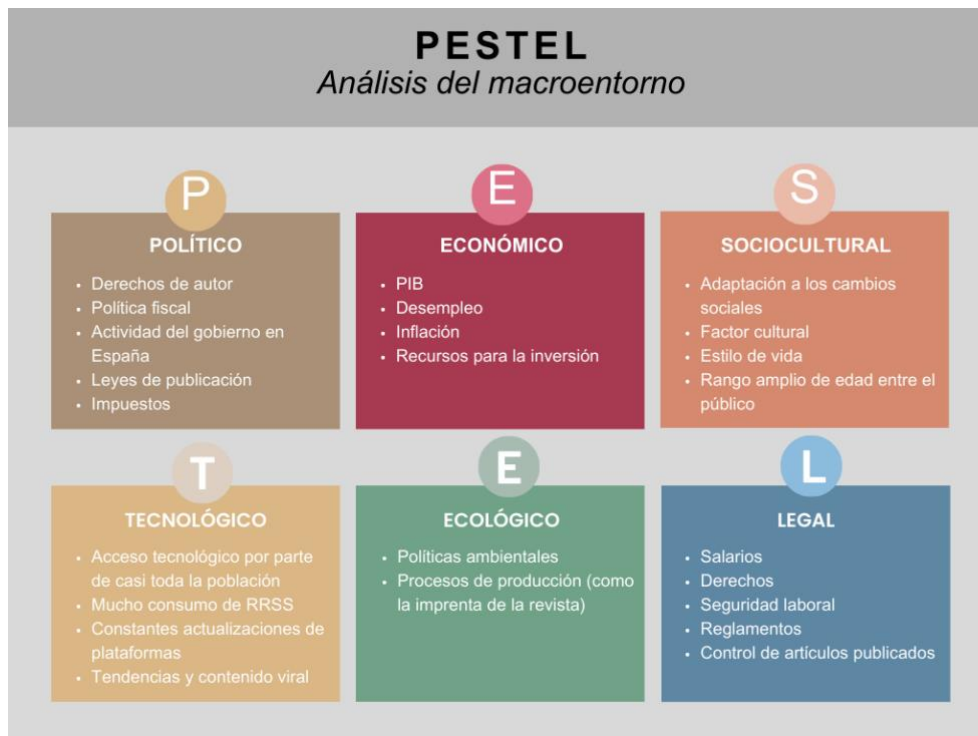 PESTEL
Análisis del macroentorno
P
POLÍTICO
• Derechos de autor
• Política fiscal
• Actividad del gobierno en
España
• Leyes de publicación
• Impuestos
E
ECONÓMICO
• PIB
• Desempleo
• Inflación
• Recursos para la inversión
S
SOCIOCULTURAL
• Adaptación a los cambios
sociales
• Factor cultural
• Estilo de vida
• Rango amplio de edad entre el
público
T
TECNOLÓGICO
• Acceso tecnológico por parte
de casi toda la población
• Mucho consumo de RRSS
• Constantes actualizaciones de
plataformas
• Tendencias y contenido viral
E
ECOLÓGICO
• Políticas ambientales
• Procesos de producción (como
la imprenta de la revista)
L
LEGAL
• Salarios
• Derechos
• Seguridad laboral
• Reglamentos
• Control de artículos publicados